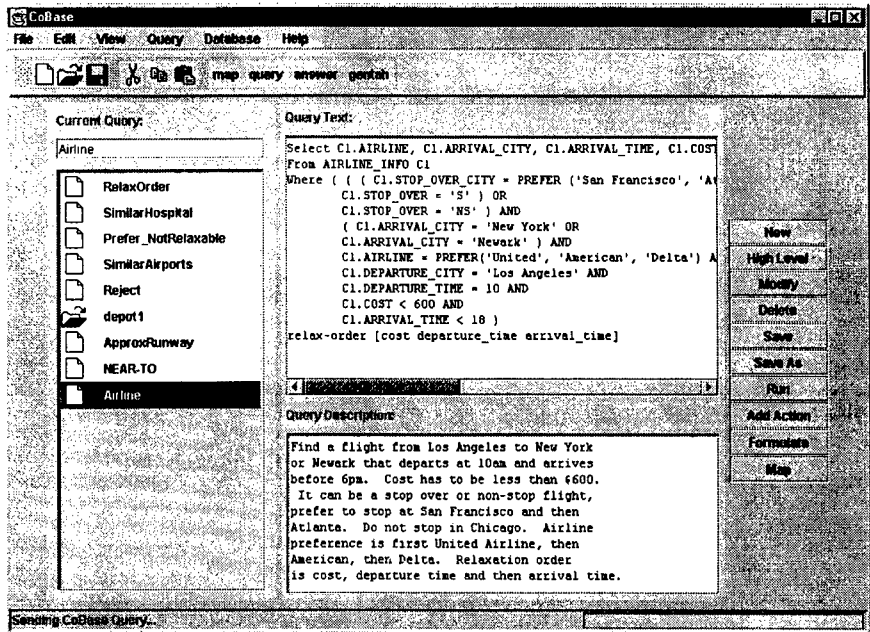 CoBase
File Edit View Query Database Help
map query answer gentah
Current Query:
Airline
RelaxOrder
SimilarHospital
Prefer_NotRelaxable
SimilarAirports
Reject
depot1
ApproxRunway
NEAR-TO
Airline
Query Text:
Select C1.AIRLINE, C1.ARRIVAL_CITY, C1.ARRIVAL_TIME, C1.COST
From AIRLINE_INFO C1
Where ( ( ( C1.STOP_OVER_CITY = PREFER ('San Francisco', 'At
C1.STOP_OVER = 'S' ) OR
C1.STOP_OVER = 'NS' ) AND
( C1.ARRIVAL_CITY = 'New York' OR
C1.ARRIVAL_CITY = 'Newark' ) AND
C1.AIRLINE = PREFER('United', 'American', 'Delta') A
C1.DEPARTURE_CITY = 'Los Angeles' AND
C1.DEPARTURE_TIME = 10 AND
C1.COST < 600 AND
C1.ARRIVAL_TIME < 18 )
relax-order [cost departure_time arrival_time]
Query Description:
Find a flight from Los Angeles to New York
or Newark that departs at 10am and arrives
before 6pm. Cost has to be less than $600.
It can be a stop over or non-stop flight,
prefer to stop at San Francisco and then
Atlanta. Do not stop in Chicago. Airline
preference is first United Airline, then
American, then Delta. Relaxation order
is cost, departure time and then arrival time.
New
High Level
Modify
Delete
Save
Save As
Run
Add Action
Formulate
Map
Sending CoBase Query...